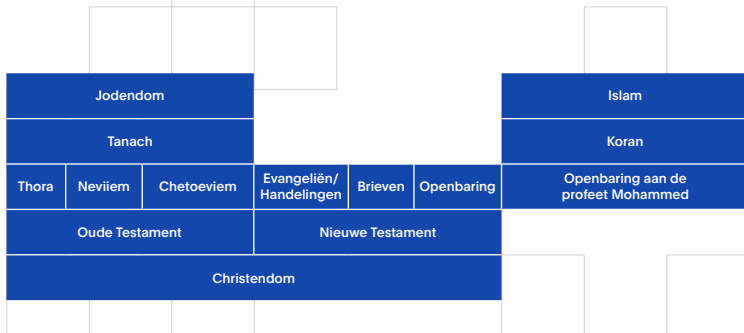 Jodendom
Islam
Tanach
Koran
Thora
Neviiem
Chetoeviem
Evangeliën/
Handelingen
Brieven
Openbaring
Openbaring aan de
profeet Mohammed
Oude Testament
Nieuwe Testament
Christendom